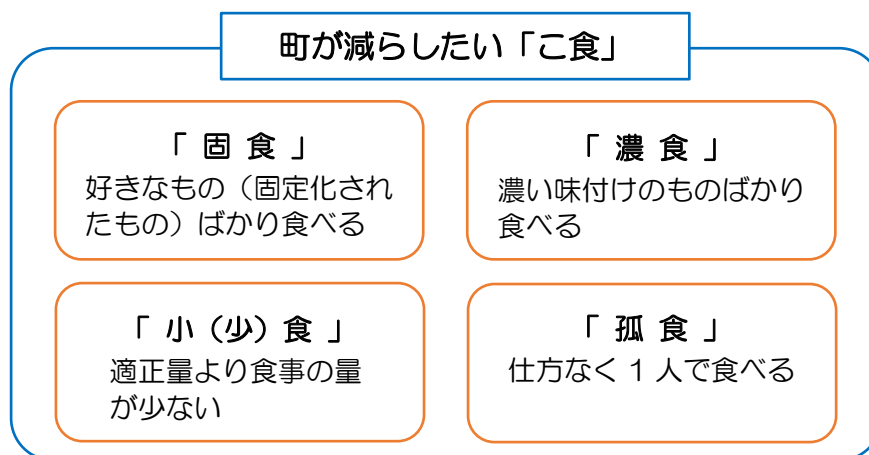 町が減らしたい「こ食」
「 固 食 」
好きなもの（固定化され
たもの）ばかり食べる
「 濃 食 」
濃い味付けのものばかり
食べる
「 小（少）食 」
適正量より食事の量
が少ない
「 孤 食 」
仕方なく 1 人で食べる